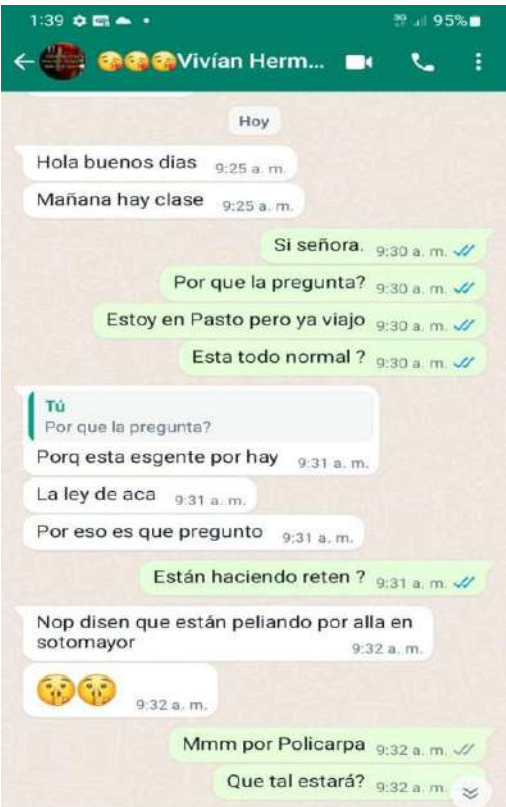 1:39
95%
Vivían Herm...
Hoy
Hola buenos dias 9:25 a. m.
Mañana hay clase 9:25 a. m.
Si señora. 9:30 a. m.
Por que la pregunta? 9:30 a. m.
Estoy en Pasto pero ya viajo 9:30 a. m.
Esta todo normal ? 9:30 a. m.
Tú
Por que la pregunta?
Porq esta esgente por hay 9:31 a. m.
La ley de aca 9:31 a. m.
Por eso es que pregunto 9:31 a. m.
Están haciendo reten ? 9:31 a. m.
Nop disen que están peliando por alla en
sotomayor 9:32 a. m.
9:32 a. m.
Mmm por Policarpa 9:32 a. m.
Que tal estará? 9:32 a. m.